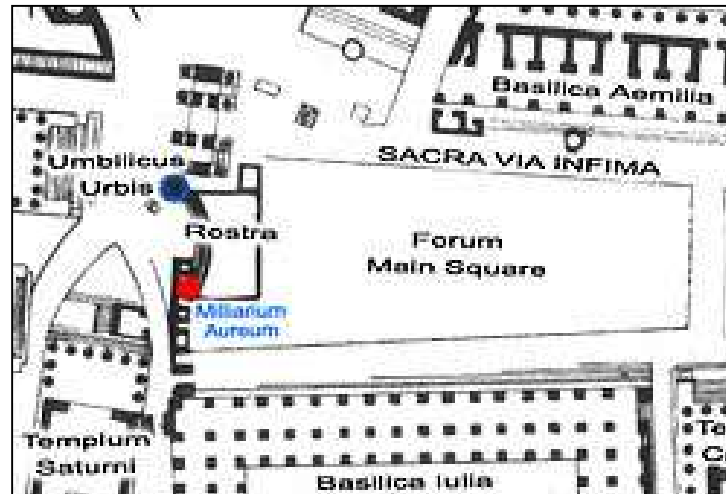 Basilica Aemilia
SACRA VIA INFIMA
Umbilicus
Urbis
Rostra
Forum
Main Square
Miliarium
Aureum
Templum
Saturni
Basilica Iulia